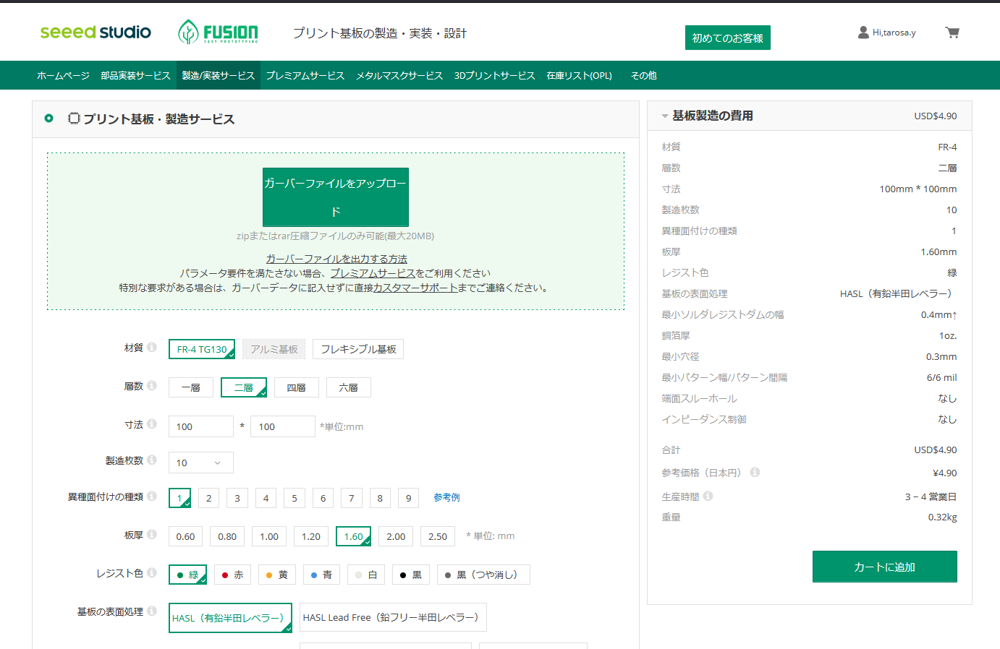 seeed studio
FUSION
EASY PROTOTYPING
プリント基板の製造・実装・設計
初めてのお客様
Hi,tarosa.y
ホームページ 部品実装サービス 製造/実装サービス プレミアムサービス メタルマスクサービス 3Dプリントサービス 在庫リスト(OPL) その他
プリント基板・製造サービス
ガーバーファイルをアップロー
ド
zipまたはrar圧縮ファイルのみ可能(最大20MB)
ガーバーファイルを出力する方法
パラメータ要件を満たさない場合、プレミアムサービスをご利用ください
特別な要求がある場合は、ガーバーデータに記入せずに直接カスタマーサポートまでご連絡ください。
材質 FR-4 TG130 アルミ基板 フレキシブル基板
層数 一層 二層 四層 六層
寸法 100 * 100 *単位:mm
製造枚数 10
異種面付けの種類 1 2 3 4 5 6 7 8 9 参考例
板厚 0.60 0.80 1.00 1.20 1.60 2.00 2.50 * 単位: mm
レジスト色 緑 赤 黄 青 白 黒 黒（つや消し）
基板の表面処理 HASL（有鉛半田レベラー） HASL Lead Free（鉛フリー半田レベラー）
基板製造の費用 USD$4.90
材質 FR-4
層数 二層
寸法 100mm * 100mm
製造枚数 10
異種面付けの種類 1
板厚 1.60mm
レジスト色 緑
基板の表面処理 HASL（有鉛半田レベラー）
最小ソルダレジストダムの幅 0.4mm↑
銅箔厚 1oz.
最小穴径 0.3mm
最小パターン幅/パターン間隔 6/6 mil
端面スルーホール なし
インピーダンス制御 なし
合計 USD$4.90
参考価格（日本円） ¥4.90
生産時間 3－4 営業日
重量 0.32kg
カートに追加